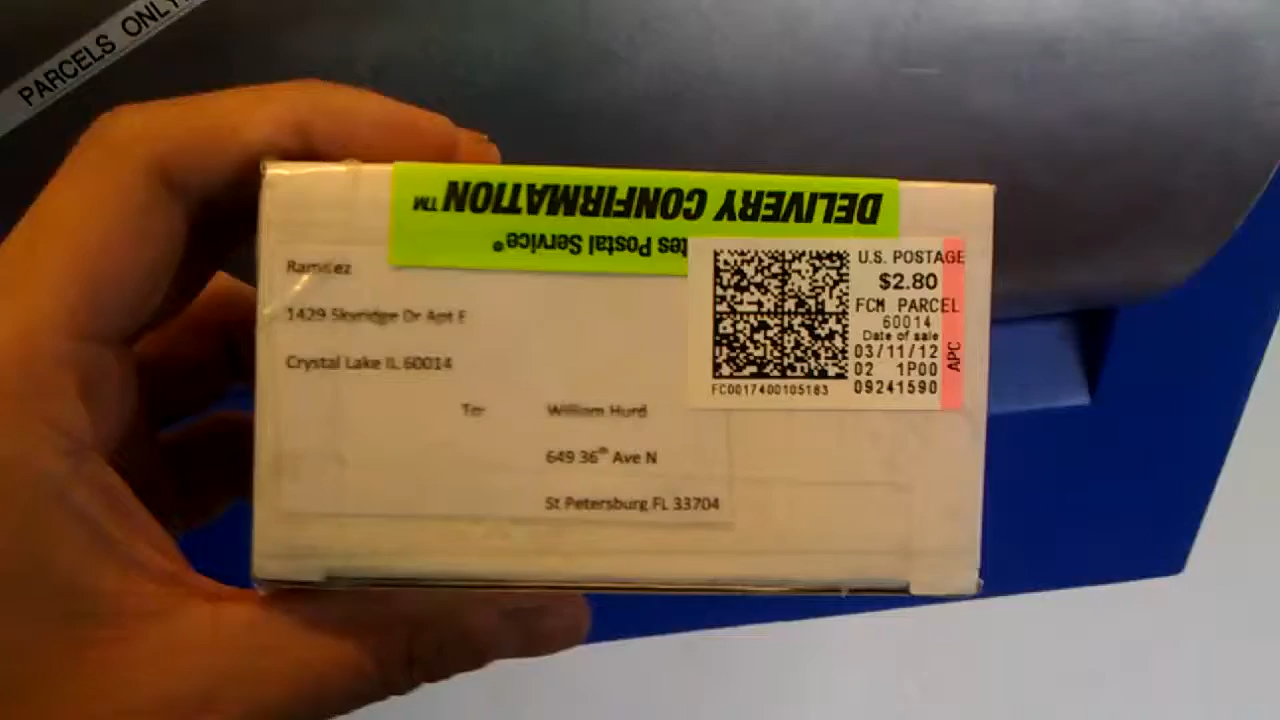 PARCELS ONLY
DELIVERY CONFIRMATION™
tes Postal Service®
U.S. POSTAGE
$2.80
FCM PARCEL
60014
Date of sale
03/11/12
02 1P00
09241590
APC
FC0017400105183
Ramirez
1429 Skyridge Dr Apt E
Crystal Lake IL 60014
To: William Hurd
649 36th Ave N
St Petersburg FL 33704